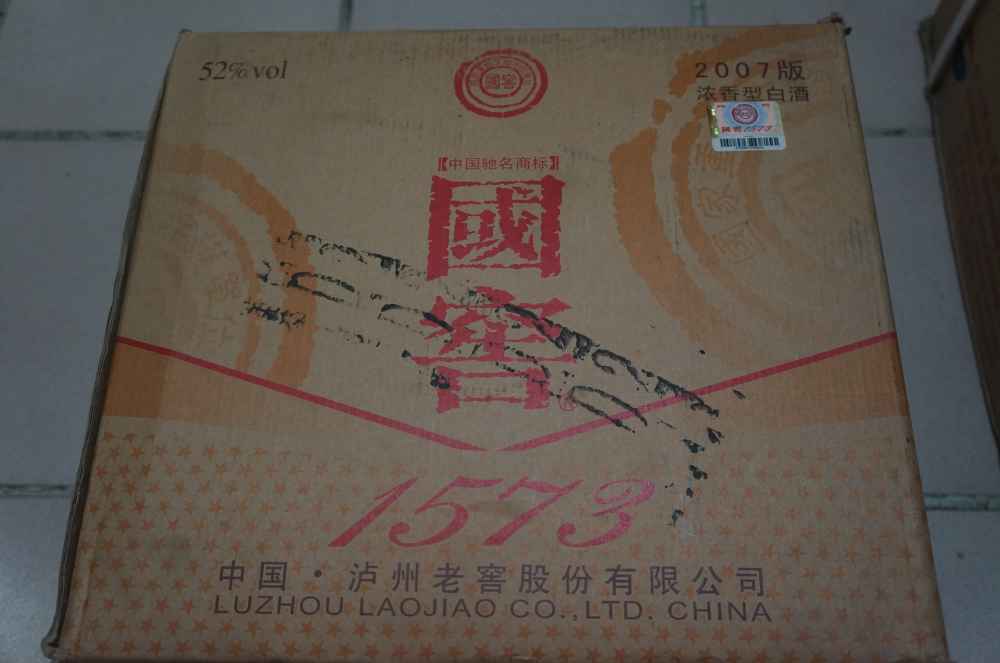 52%vol
國窖
2007版
浓香型白酒
國窖1573
【中国驰名商标】
國
窖
1573
中国·泸州老窖股份有限公司
LUZHOU LAOJIAO CO.,LTD. CHINA